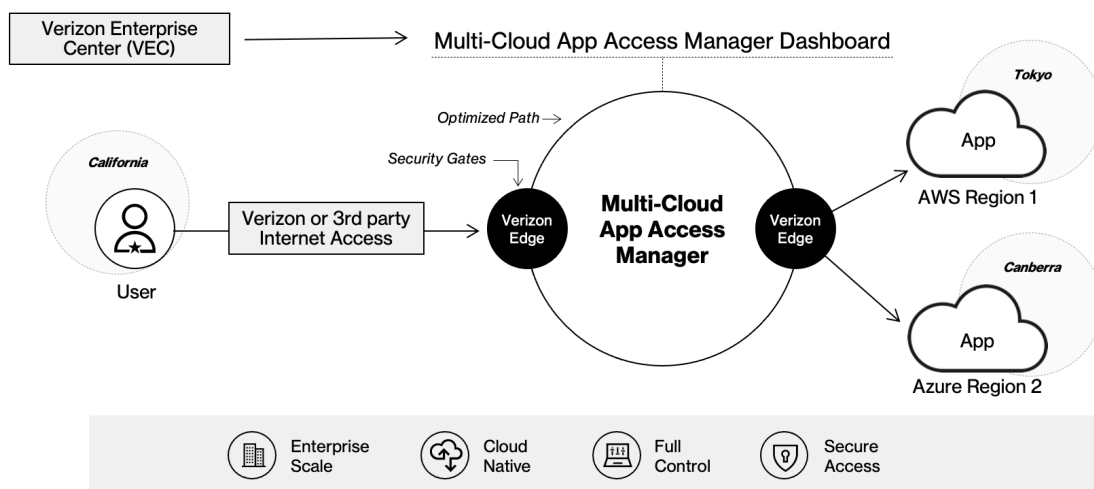 Verizon Enterprise
Center (VEC)
Multi-Cloud App Access Manager Dashboard
Optimized Path
Security Gates
California
User
Verizon or 3rd party
Internet Access
Verizon
Edge
Multi-Cloud
App Access
Manager
Verizon
Edge
Tokyo
App
AWS Region 1
Canberra
App
Azure Region 2
Enterprise
Scale
Cloud
Native
Full
Control
Secure
Access